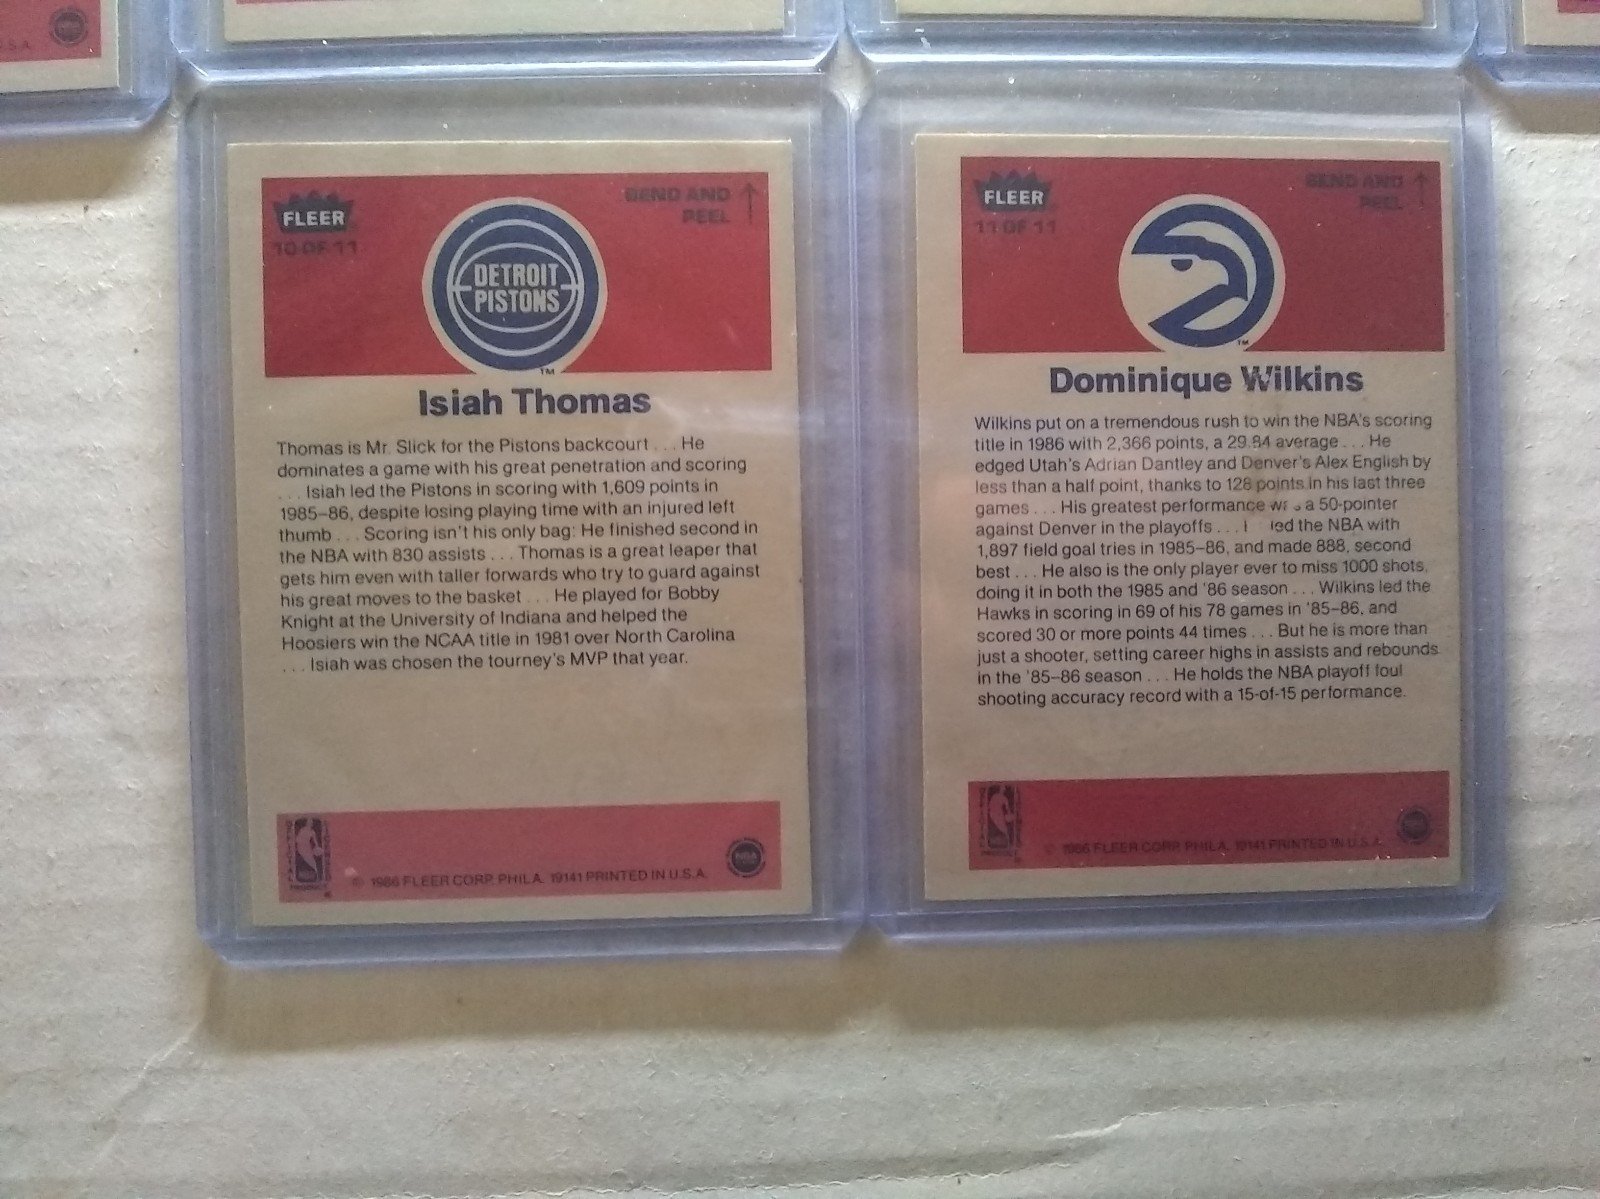 S.A.
FLEER
10 OF 11
BEND AND
PEEL
DETROIT
PISTONS
TM
Isiah Thomas
Thomas is Mr. Slick for the Pistons backcourt . . . He
dominates a game with his great penetration and scoring
. . . Isiah led the Pistons in scoring with 1,609 points in
1985–86, despite losing playing time with an injured left
thumb . . . Scoring isn't his only bag: He finished second in
the NBA with 830 assists . . . Thomas is a great leaper that
gets him even with taller forwards who try to guard against
his great moves to the basket . . . He played for Bobby
Knight at the University of Indiana and helped the
Hoosiers win the NCAA title in 1981 over North Carolina
. . . Isiah was chosen the tourney's MVP that year.
© 1986 FLEER CORP. PHILA. 19141 PRINTED IN U.S.A.
NBA
FLEER
11 OF 11
BEND AND
PEEL
TM
Dominique Wilkins
Wilkins put on a tremendous rush to win the NBA's scoring
title in 1986 with 2,366 points, a 29.84 average . . . He
edged Utah's Adrian Dantley and Denver's Alex English by
less than a half point, thanks to 128 points in his last three
games . . . His greatest performance was a 50-pointer
against Denver in the playoffs . . . led the NBA with
1,897 field goal tries in 1985–86, and made 888, second
best . . . He also is the only player ever to miss 1000 shots,
doing it in both the 1985 and '86 season . . . Wilkins led the
Hawks in scoring in 69 of his 78 games in '85–86, and
scored 30 or more points 44 times . . . But he is more than
just a shooter, setting career highs in assists and rebounds
in the '85–86 season . . . He holds the NBA playoff foul
shooting accuracy record with a 15-of-15 performance.
© 1986 FLEER CORP. PHILA. 19141 PRINTED IN U.S.A.